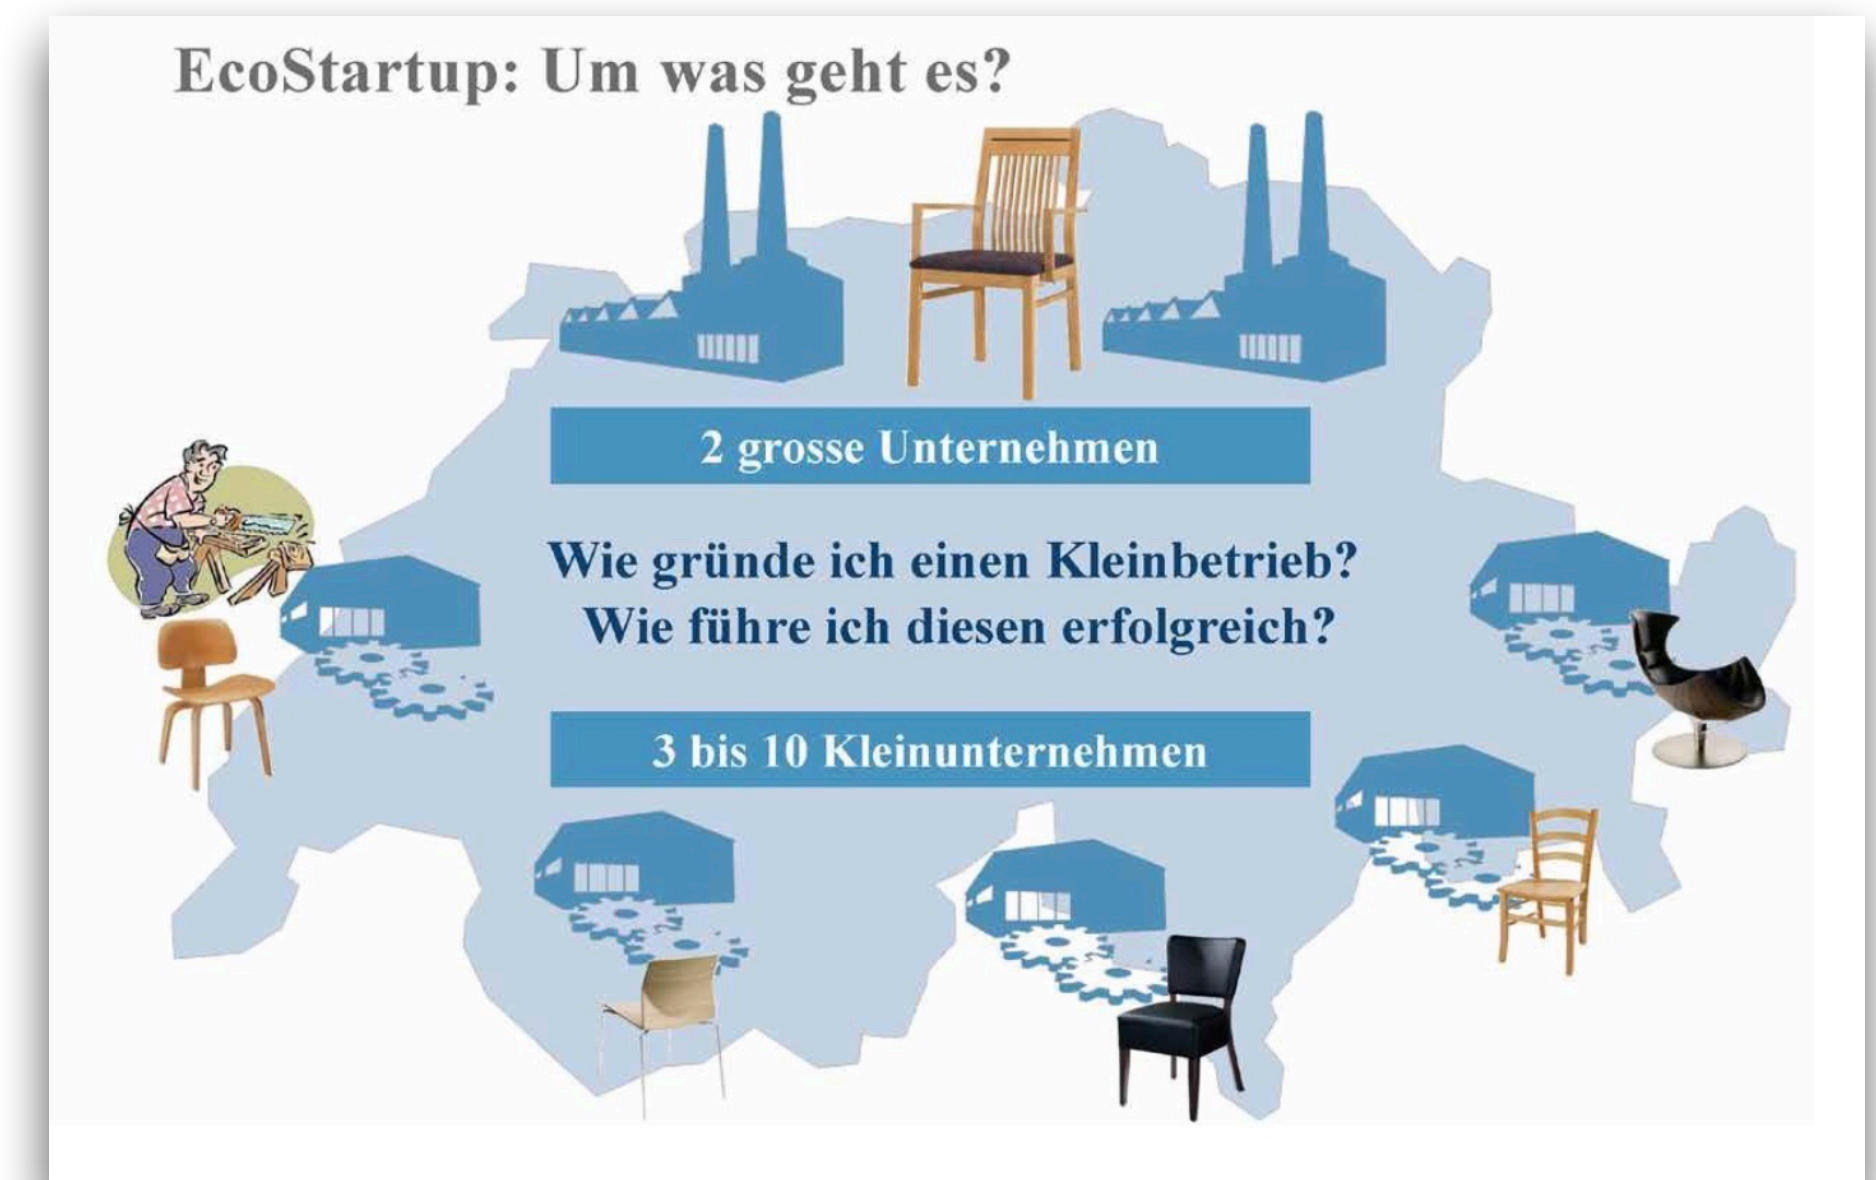 EcoStartup: Um was geht es?
2 grosse Unternehmen
Wie gründe ich einen Kleinbetrieb?
Wie führe ich diesen erfolgreich?
3 bis 10 Kleinunternehmen